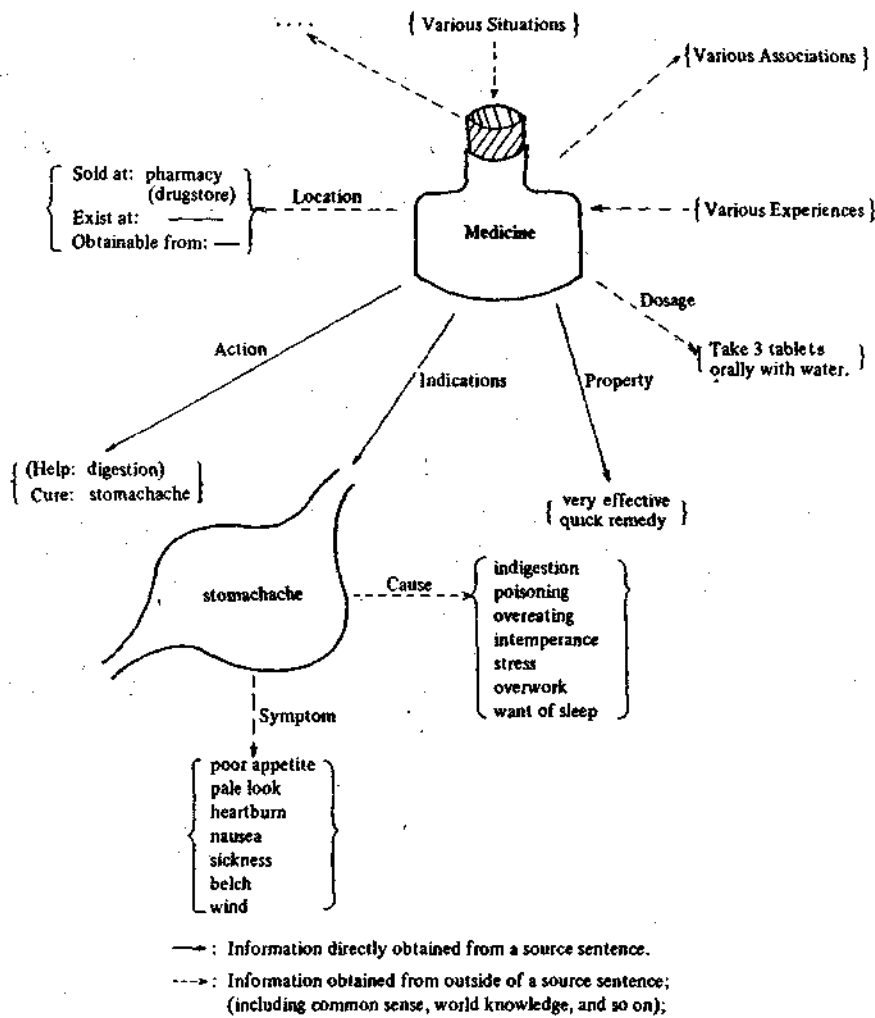 ....
{ Various Situations }
{ Various Associations }
Sold at: pharmacy
(drugstore)
Exist at: ———
Obtainable from: —
Location
Medicine
{ Various Experiences }
Dosage
Take 3 tablets
orally with water.
Action
Indications
Property
(Help: digestion)
Cure: stomachache
very effective
quick remedy
stomachache
Cause
indigestion
poisoning
overeating
intemperance
stress
overwork
want of sleep
Symptom
poor appetite
pale look
heartburn
nausea
sickness
belch
wind
: Information directly obtained from a source sentence.
: Information obtained from outside of a source sentence;
(including common sense, world knowledge, and so on);